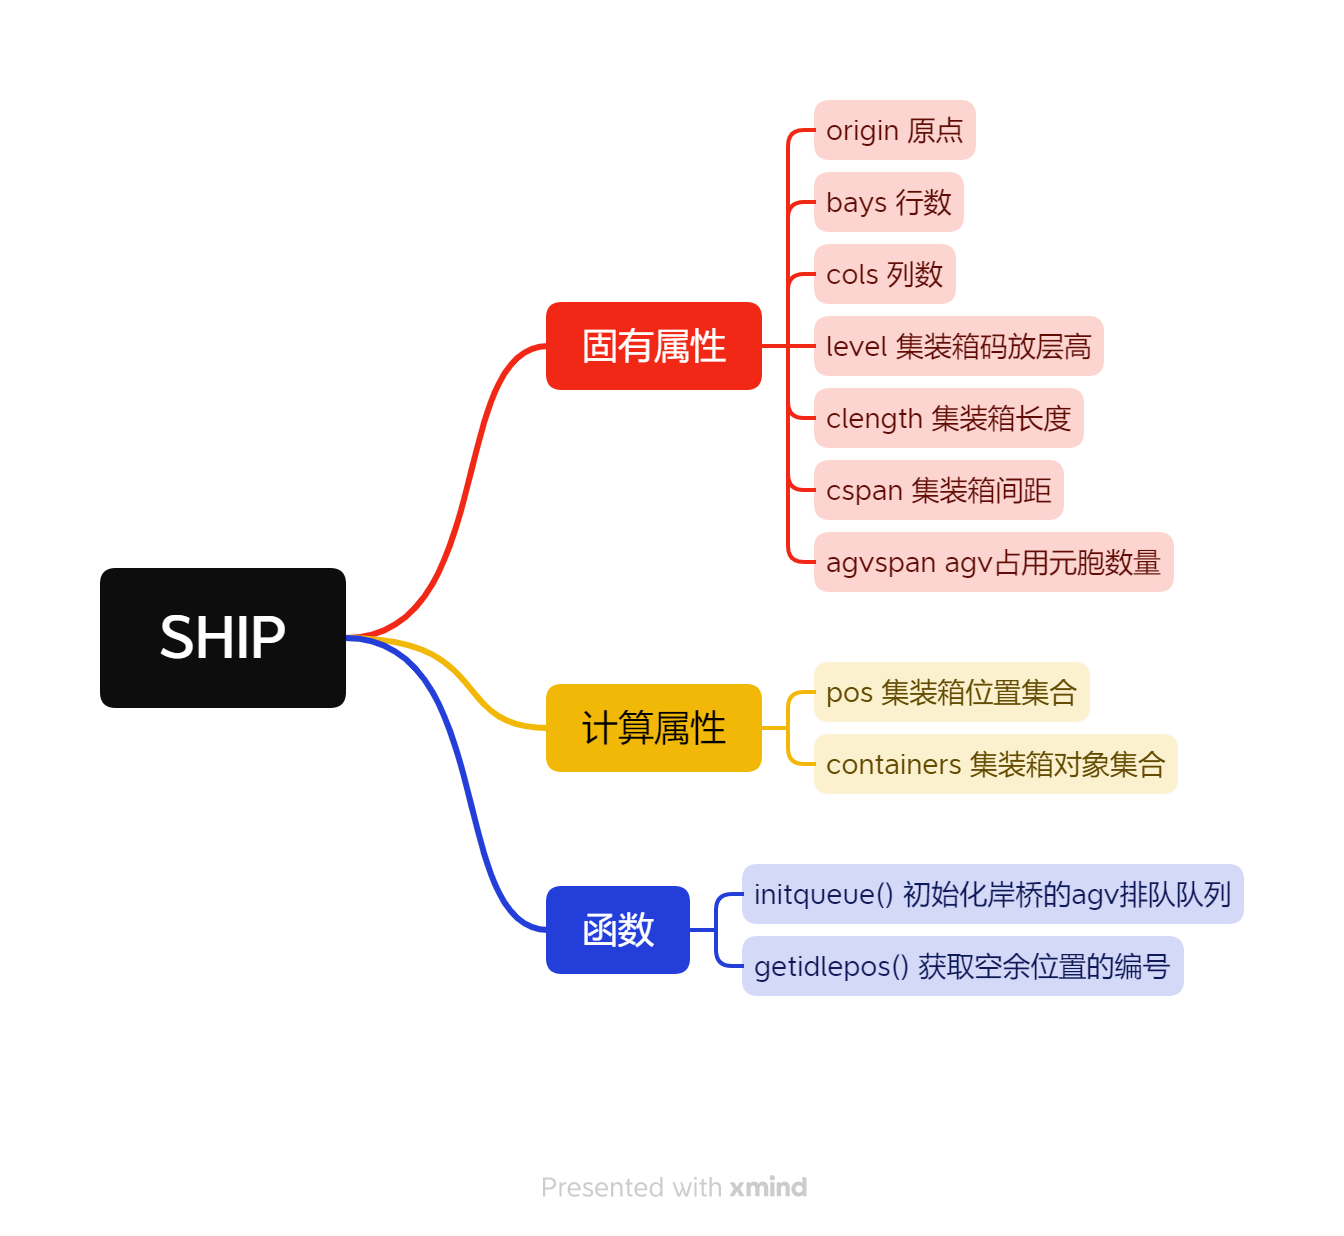 SHIP
固有属性
origin 原点
bays 行数
cols 列数
level 集装箱码放层高
clength 集装箱长度
cspan 集装箱间距
agvspan agv占用元胞数量
计算属性
pos 集装箱位置集合
containers 集装箱对象集合
函数
initqueue() 初始化岸桥的agv排队队列
getidlepos() 获取空余位置的编号
Presented with xmind